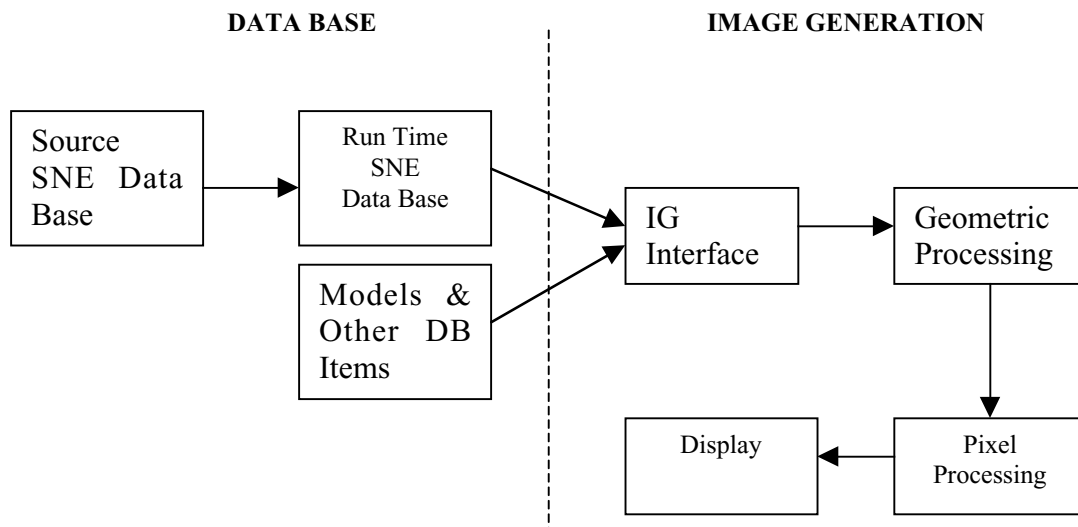 DATA BASE
IMAGE GENERATION
Source
SNE Data
Base
Run Time
SNE
Data Base
Models &
Other DB
Items
IG
Interface
Geometric
Processing
Display
Pixel
Processing